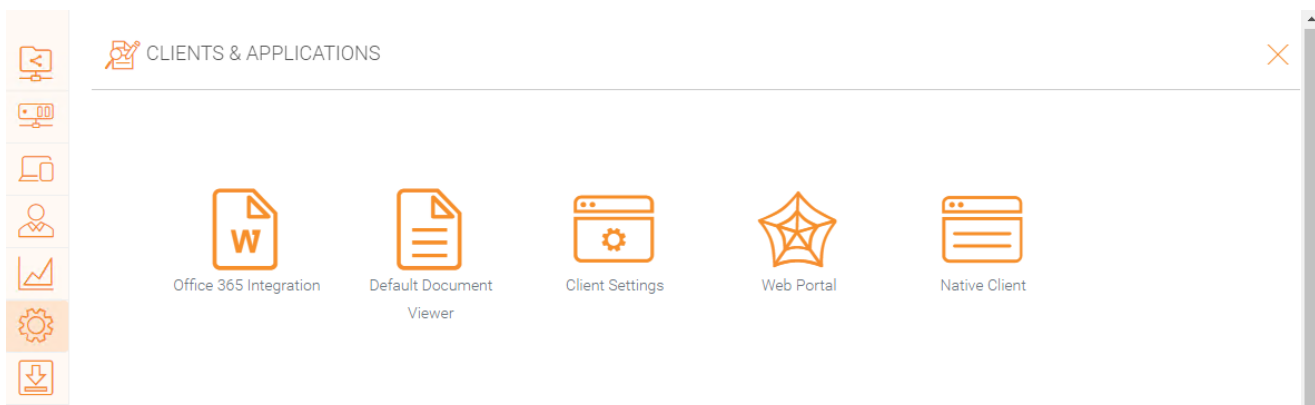 CLIENTS & APPLICATIONS
W
Office 365 Integration
Default Document
Viewer
Client Settings
Web Portal
Native Client